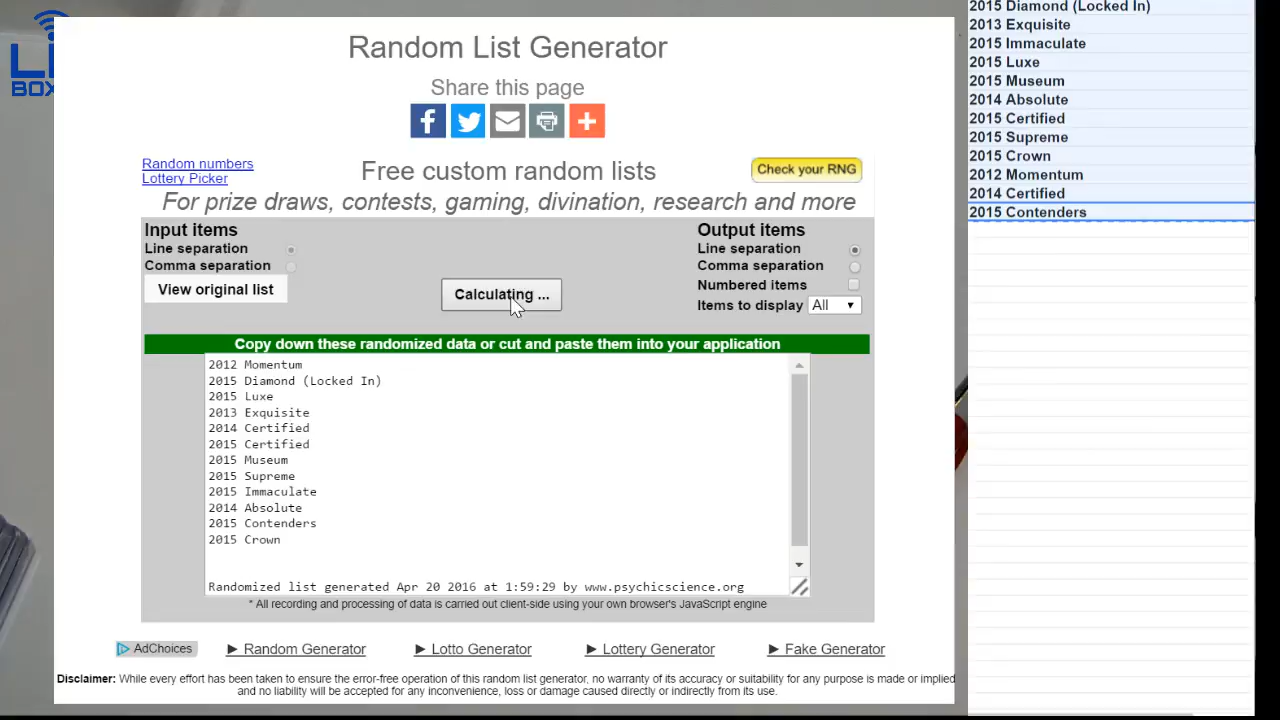 LI
BOX
Random List Generator
Share this page
Random numbers
Lottery Picker
Free custom random lists
Check your RNG
For prize draws, contests, gaming, divination, research and more
Input items
Line separation
Comma separation
View original list
Calculating ...
Output items
Line separation
Comma separation
Numbered items
Items to display All
Copy down these randomized data or cut and paste them into your application
2012 Momentum
2015 Diamond (Locked In)
2015 Luxe
2013 Exquisite
2014 Certified
2015 Certified
2015 Museum
2015 Supreme
2015 Immaculate
2014 Absolute
2015 Contenders
2015 Crown
Randomized list generated Apr 20 2016 at 1:59:29 by www.psychicscience.org
* All recording and processing of data is carried out client-side using your own browser's JavaScript engine
AdChoices
Random Generator
Lotto Generator
Lottery Generator
Fake Generator
Disclaimer: While every effort has been taken to ensure the error-free operation of this random list generator, no warranty of its accuracy or suitability for any purpose is made or implied
and no liability will be accepted for any inconvenience, loss or damage caused directly or indirectly from its use.
2015 Diamond (Locked In)
2013 Exquisite
2015 Immaculate
2015 Luxe
2015 Museum
2014 Absolute
2015 Certified
2015 Supreme
2015 Crown
2012 Momentum
2014 Certified
2015 Contenders